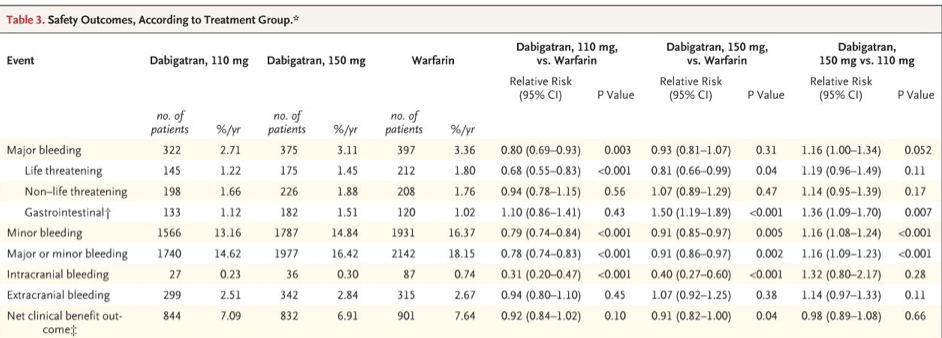 Table 3. Safety Outcomes, According to Treatment Group.*
Event Dabigatran, 110 mg Dabigatran, 150 mg Warfarin Dabigatran, 110 mg, vs. Warfarin Dabigatran, 150 mg, vs. Warfarin Dabigatran, 150 mg vs. 110 mg
Relative Risk (95% CI) P Value Relative Risk (95% CI) P Value Relative Risk (95% CI) P Value
no. of patients %/yr no. of patients %/yr no. of patients %/yr
Major bleeding 322 2.71 375 3.11 397 3.36 0.80 (0.69–0.93) 0.003 0.93 (0.81–1.07) 0.31 1.16 (1.00–1.34) 0.052
Life threatening 145 1.22 175 1.45 212 1.80 0.68 (0.55–0.83) <0.001 0.81 (0.66–0.99) 0.04 1.19 (0.96–1.49) 0.11
Non–life threatening 198 1.66 226 1.88 208 1.76 0.94 (0.78–1.15) 0.56 1.07 (0.89–1.29) 0.47 1.14 (0.95–1.39) 0.17
Gastrointestinal† 133 1.12 182 1.51 120 1.02 1.10 (0.86–1.41) 0.43 1.50 (1.19–1.89) <0.001 1.36 (1.09–1.70) 0.007
Minor bleeding 1566 13.16 1787 14.84 1931 16.37 0.79 (0.74–0.84) <0.001 0.91 (0.85–0.97) 0.005 1.16 (1.08–1.24) <0.001
Major or minor bleeding 1740 14.62 1977 16.42 2142 18.15 0.78 (0.74–0.83) <0.001 0.91 (0.86–0.97) 0.002 1.16 (1.09–1.23) <0.001
Intracranial bleeding 27 0.23 36 0.30 87 0.74 0.31 (0.20–0.47) <0.001 0.40 (0.27–0.60) <0.001 1.32 (0.80–2.17) 0.28
Extracranial bleeding 299 2.51 342 2.84 315 2.67 0.94 (0.80–1.10) 0.45 1.07 (0.92–1.25) 0.38 1.14 (0.97–1.33) 0.11
Net clinical benefit out- 844 7.09 832 6.91 901 7.64 0.92 (0.84–1.02) 0.10 0.91 (0.82–1.00) 0.04 0.98 (0.89–1.08) 0.66
come‡